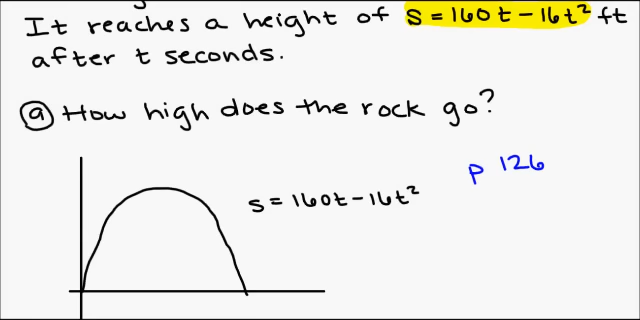 It reaches a height of s = 160t - 16t² ft
after t seconds.
ⓐ How high does the rock go?
p 126
s = 160t - 16t²